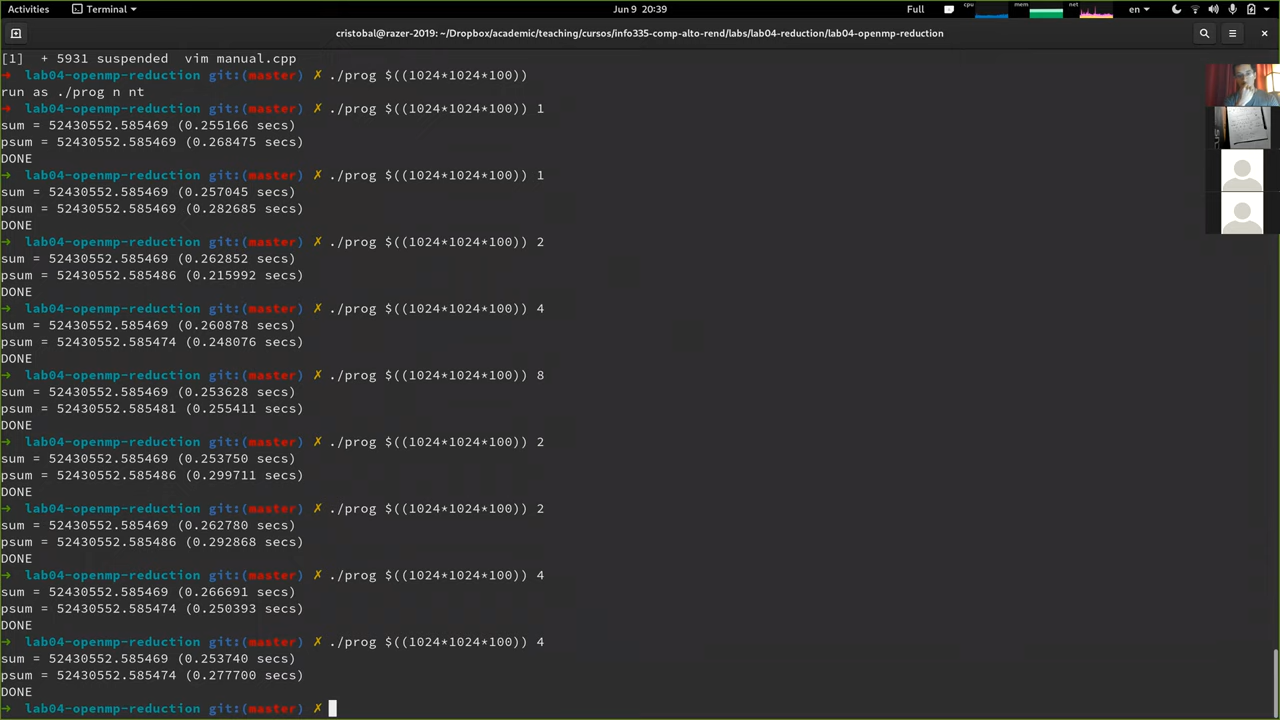 Activities Terminal Jun 9 20:39 Full cpu mem net en
cristobal@razer-2019: ~/Dropbox/academic/teaching/cursos/info335-comp-alto-rend/labs/lab04-reduction/lab04-openmp-reduction
[1]  + 5931 suspended  vim manual.cpp
➜  lab04-openmp-reduction git:(master) ✗ ./prog $((1024*1024*100))
run as ./prog n nt
➜  lab04-openmp-reduction git:(master) ✗ ./prog $((1024*1024*100)) 1
sum = 52430552.585469 (0.255166 secs)
psum = 52430552.585469 (0.268475 secs)
DONE
➜  lab04-openmp-reduction git:(master) ✗ ./prog $((1024*1024*100)) 1
sum = 52430552.585469 (0.257045 secs)
psum = 52430552.585469 (0.282685 secs)
DONE
➜  lab04-openmp-reduction git:(master) ✗ ./prog $((1024*1024*100)) 2
sum = 52430552.585469 (0.262852 secs)
psum = 52430552.585486 (0.215992 secs)
DONE
➜  lab04-openmp-reduction git:(master) ✗ ./prog $((1024*1024*100)) 4
sum = 52430552.585469 (0.260878 secs)
psum = 52430552.585474 (0.248076 secs)
DONE
➜  lab04-openmp-reduction git:(master) ✗ ./prog $((1024*1024*100)) 8
sum = 52430552.585469 (0.253628 secs)
psum = 52430552.585481 (0.255411 secs)
DONE
➜  lab04-openmp-reduction git:(master) ✗ ./prog $((1024*1024*100)) 2
sum = 52430552.585469 (0.253750 secs)
psum = 52430552.585486 (0.299711 secs)
DONE
➜  lab04-openmp-reduction git:(master) ✗ ./prog $((1024*1024*100)) 2
sum = 52430552.585469 (0.262780 secs)
psum = 52430552.585486 (0.292868 secs)
DONE
➜  lab04-openmp-reduction git:(master) ✗ ./prog $((1024*1024*100)) 4
sum = 52430552.585469 (0.266691 secs)
psum = 52430552.585474 (0.250393 secs)
DONE
➜  lab04-openmp-reduction git:(master) ✗ ./prog $((1024*1024*100)) 4
sum = 52430552.585469 (0.253740 secs)
psum = 52430552.585474 (0.277700 secs)
DONE
➜  lab04-openmp-reduction git:(master) ✗